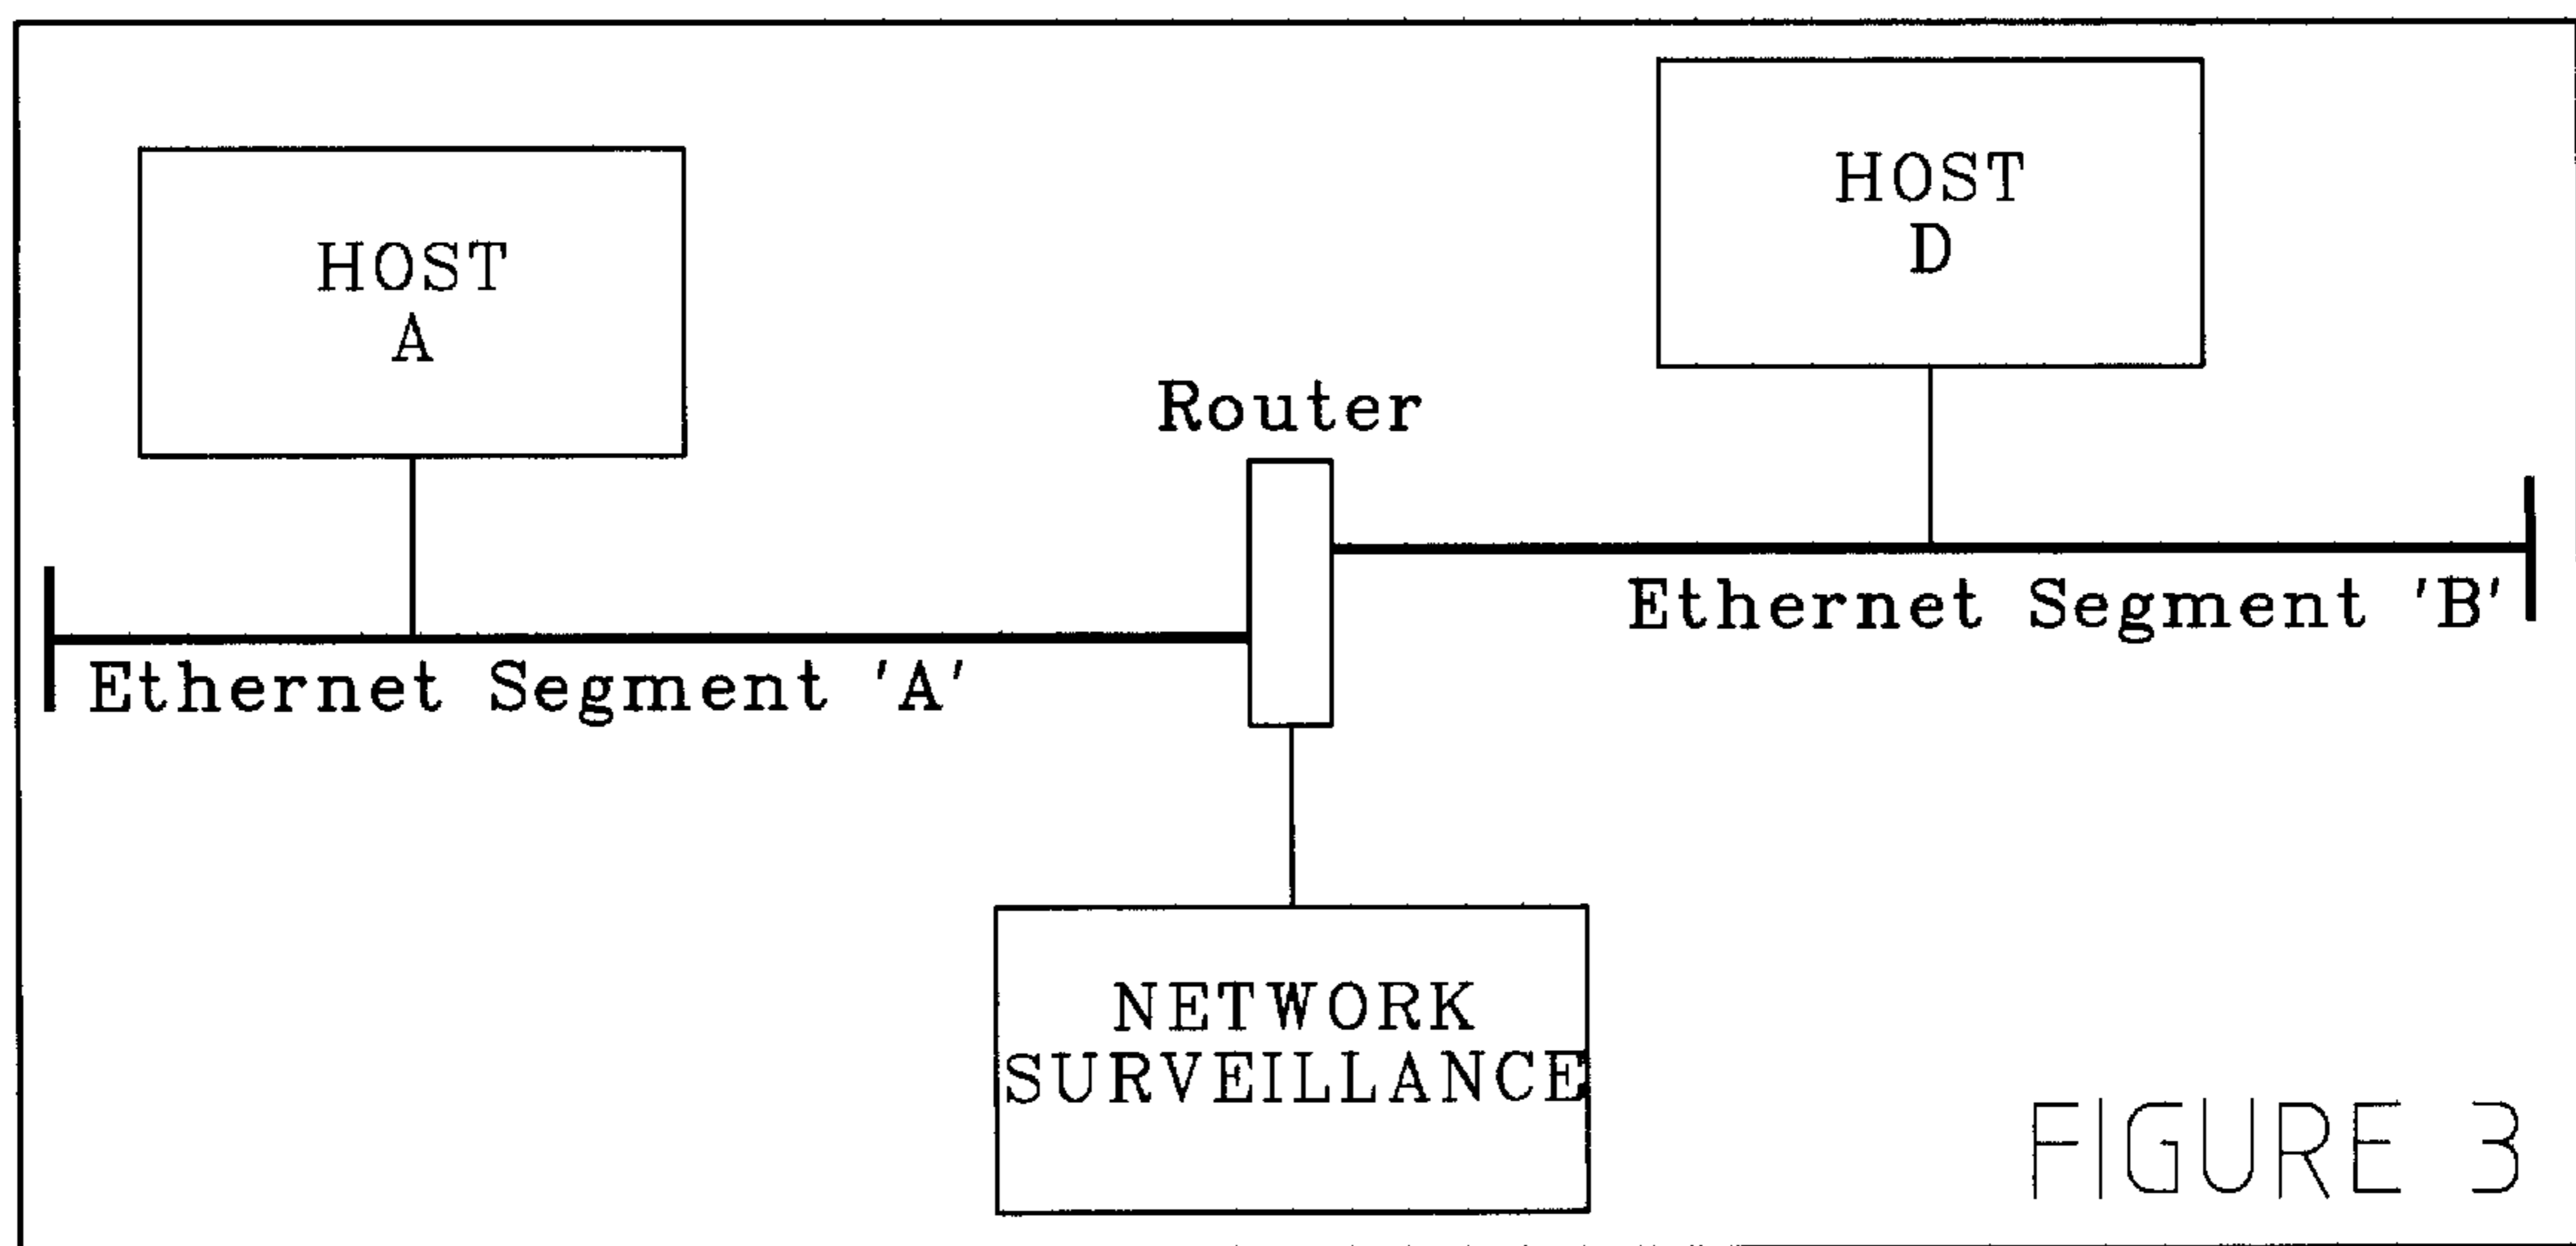 HOST
A
HOST
D
Router
Ethernet Segment 'B'
Ethernet Segment 'A'
NETWORK
SURVEILLANCE
FIGURE 3